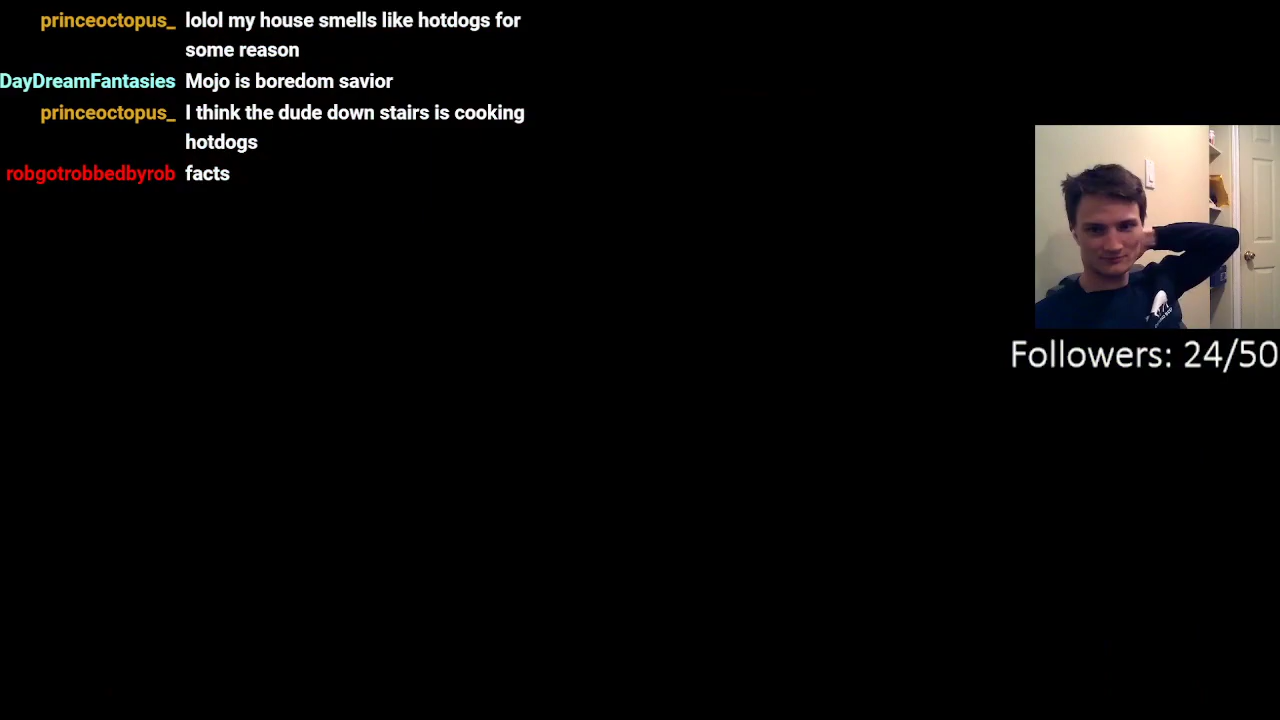 princeoctopus_ lolol my house smells like hotdogs for
some reason
DayDreamFantasies Mojo is boredom savior
princeoctopus_ I think the dude down stairs is cooking
hotdogs
robgotrobbedbyrob facts
Followers: 24/50